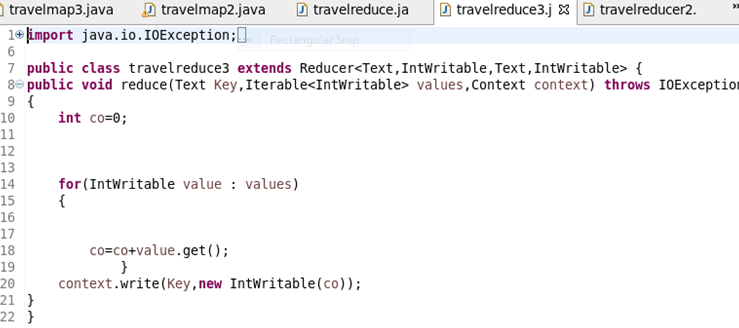 travelmap3.java travelmap2.java travelreduce.ja travelreduce3.j travelreducer2. »
1 import java.io.IOException;
Rectangular Snip
6
7 public class travelreduce3 extends Reducer<Text,IntWritable,Text,IntWritable> {
8 public void reduce(Text Key,Iterable<IntWritable> values,Context context) throws IOException
9 {
10 int co=0;
11
12
13
14 for(IntWritable value : values)
15 {
16
17
18 co=co+value.get();
19 }
20 context.write(Key,new IntWritable(co));
21 }
22 }